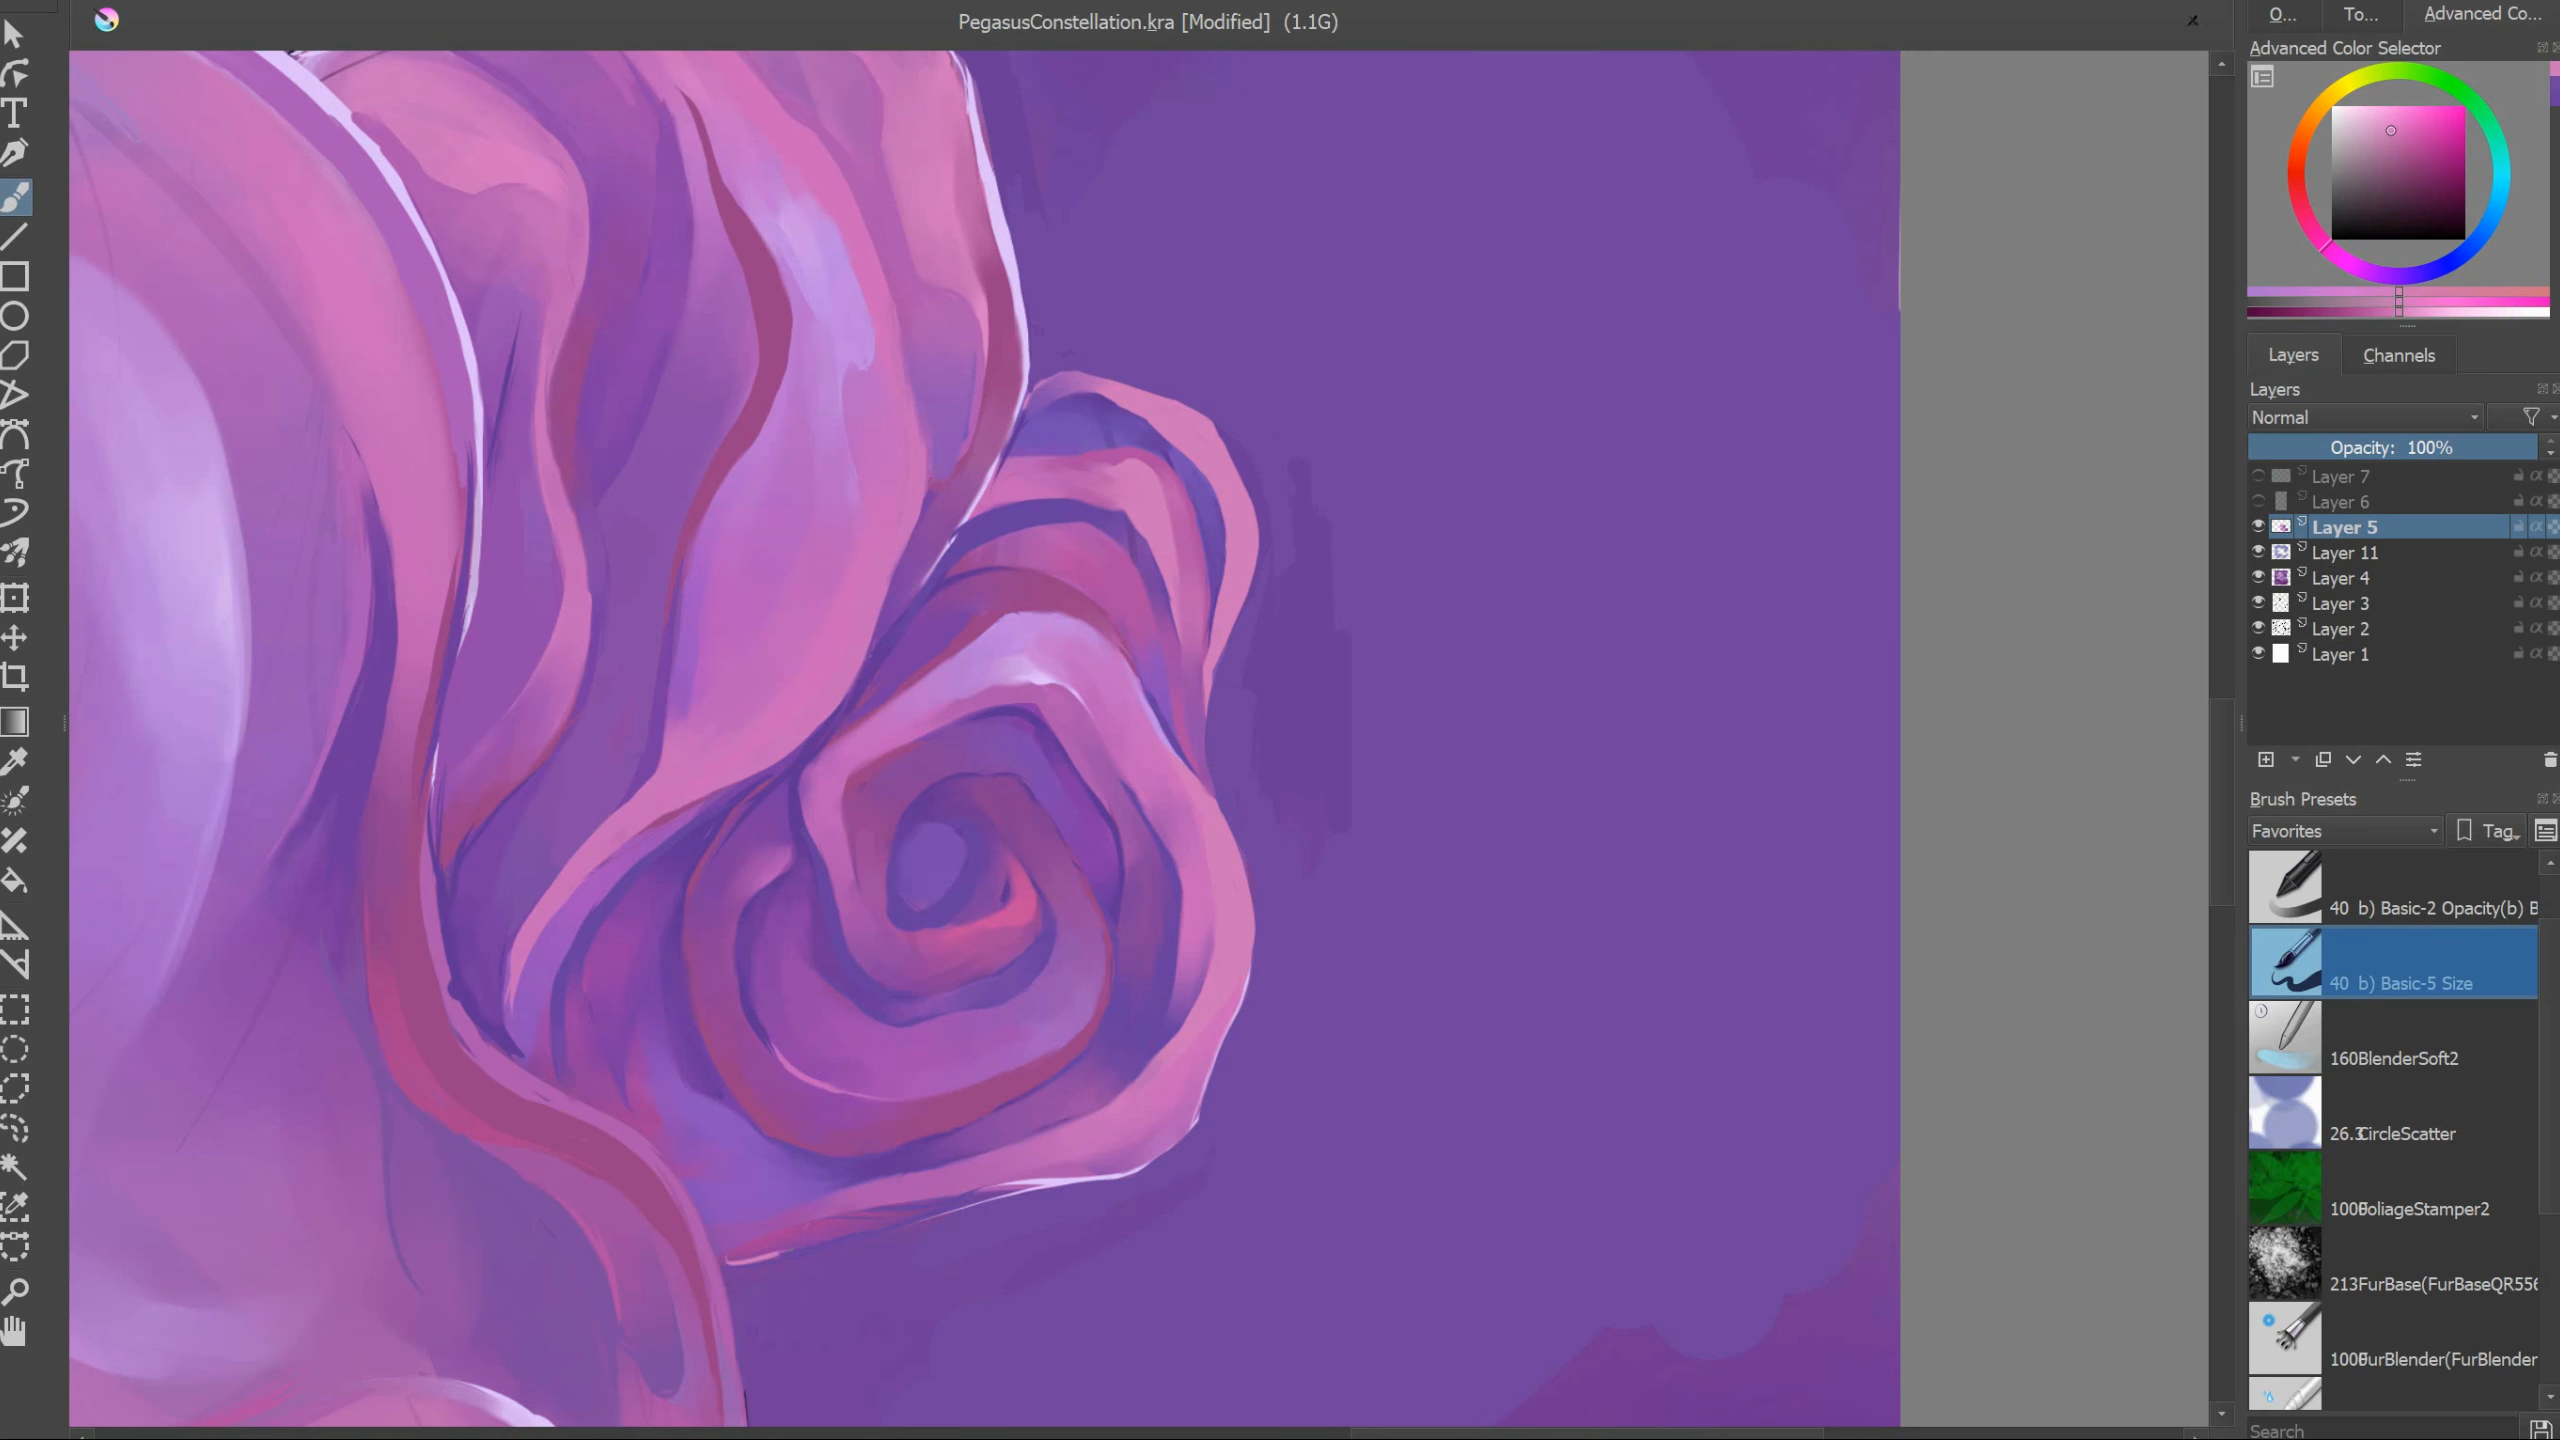 PegasusConstellation.kra [Modified] (1.1G)
O... To... Advanced Co...
Advanced Color Selector
Layers Channels
Layers
Normal
Opacity: 100%
Layer 7
Layer 6
Layer 5
Layer 11
Layer 4
Layer 3
Layer 2
Layer 1
Brush Presets
Favorites Tag
40 b) Basic-2 Opacity(b) B
40 b) Basic-5 Size
160BlenderSoft2
26.3CircleScatter
100FoliageStamper2
213FurBase(FurBaseQR556
100FurBlender(FurBlender
Search